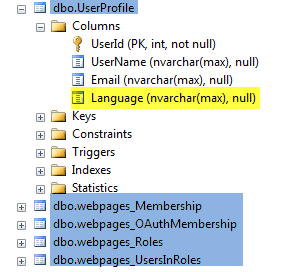 dbo.UserProfile
Columns
UserId (PK, int, not null)
UserName (nvarchar(max), null)
Email (nvarchar(max), null)
Language (nvarchar(max), null)
Keys
Constraints
Triggers
Indexes
Statistics
dbo.webpages_Membership
dbo.webpages_OAuthMembership
dbo.webpages_Roles
dbo.webpages_UsersInRoles